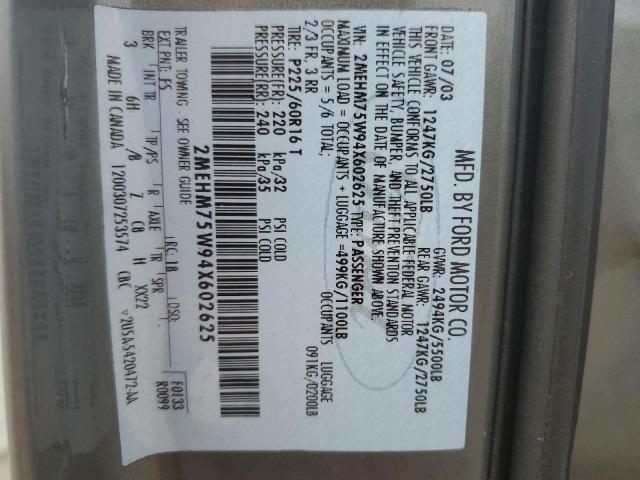 MFD. BY FORD MOTOR CO.
DATE: 07/03 GVWR: 2494KG/5500LB
FRONT GAWR: 1247KG/2750LB REAR GAWR: 1247KG/2750LB
THIS VEHICLE CONFORMS TO ALL APPLICABLE FEDERAL MOTOR
VEHICLE SAFETY, BUMPER, AND THEFT PREVENTION STANDARDS
IN EFFECT ON THE DATE OF MANUFACTURE SHOWN ABOVE.
VIN: 2MEHM75W94X602625 TYPE: PASSENGER
MAXIMUM LOAD = OCCUPANTS + LUGGAGE =499KG/1100LB
OCCUPANTS = 5/6 TOTAL, OCCUPANTS LUGGAGE
2/3 FR, 3 RR 091KG/0200LB
TIRE: P225/60R16 T
PRESSURE(FR) 220 kPa/32 PSI COLD
PRESSURE(RR) 240 kPa/35 PSI COLD
2MEHM75W94X602625
TRAILER TOWING - SEE OWNER GUIDE
EXT PNT: FS RC: 18 DSO: F0133
BRK INT TR TP/PS R AXLE TR SPR R0099
3 6H /B Z C8 H XX22
MADE IN CANADA 1200307253574 CBC 2U5A5420472-AA